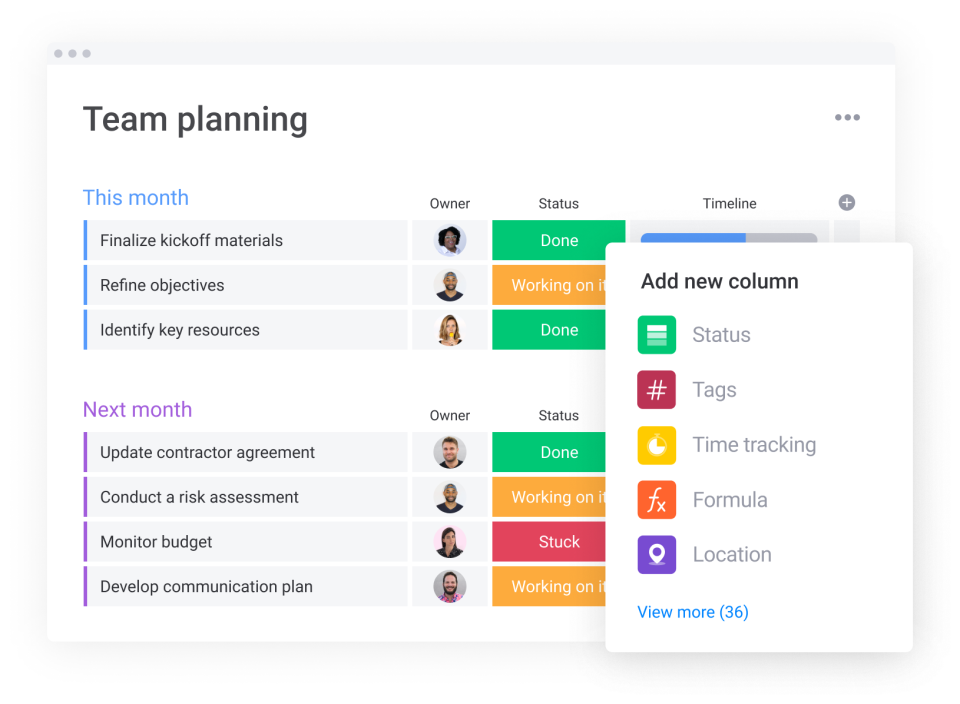 Team planning
This month
Owner
Status
Timeline
Finalize kickoff materials
Done
Refine objectives
Working on it
Identify key resources
Done
Next month
Owner
Status
Update contractor agreement
Done
Conduct a risk assessment
Working on it
Monitor budget
Stuck
Develop communication plan
Working on it
Add new column
Status
# Tags
Time tracking
fx Formula
Location
View more (36)